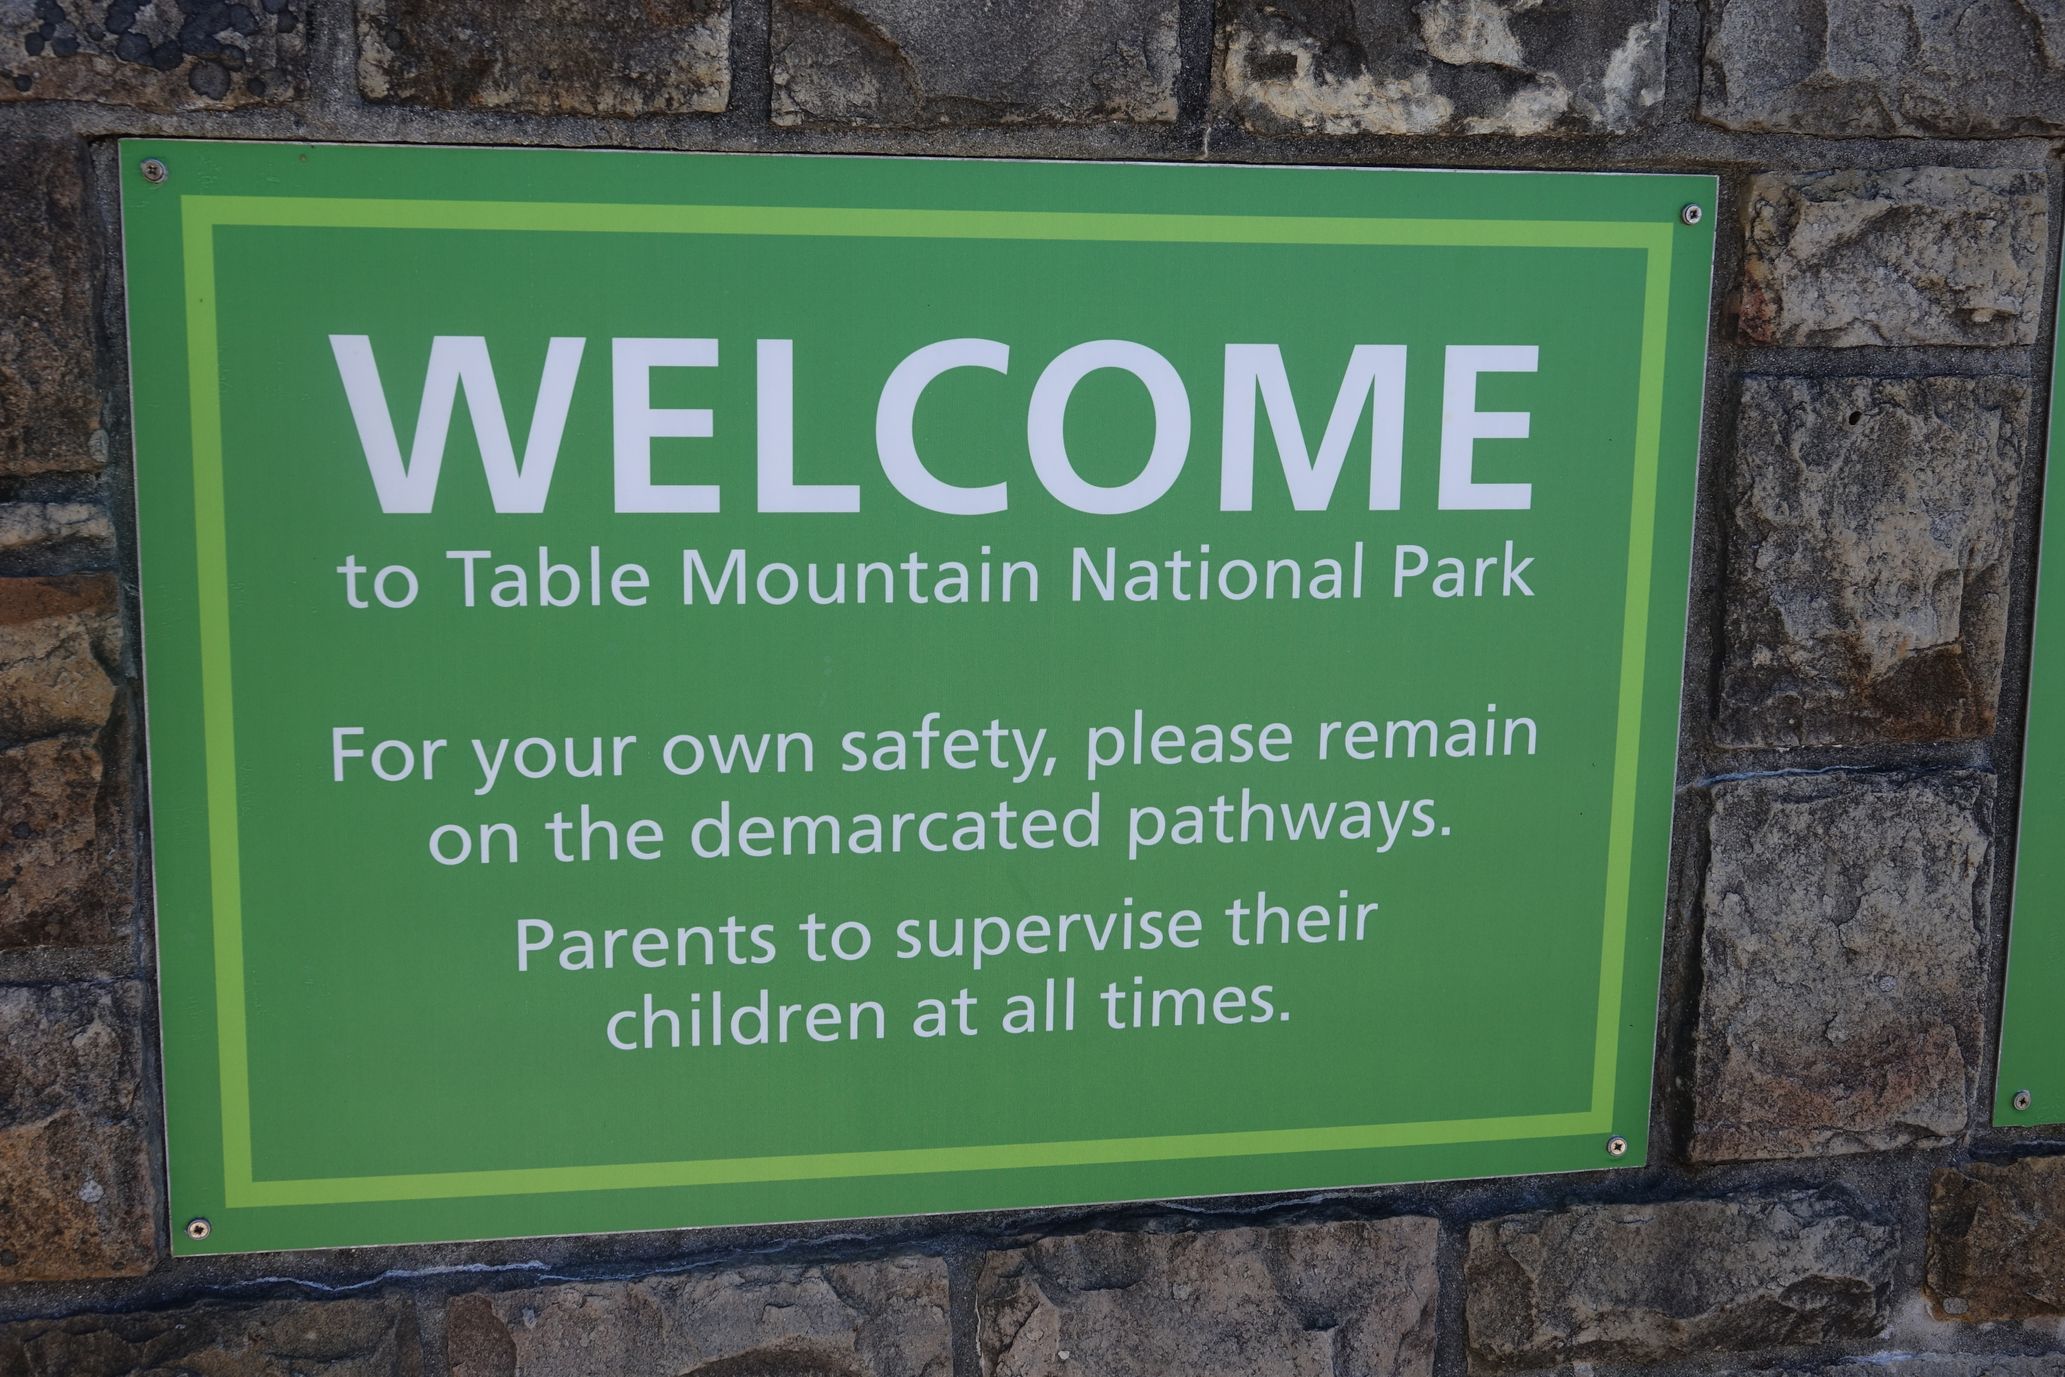 WELCOME
to Table Mountain National Park
For your own safety, please remain
on the demarcated pathways.
Parents to supervise their
children at all times.